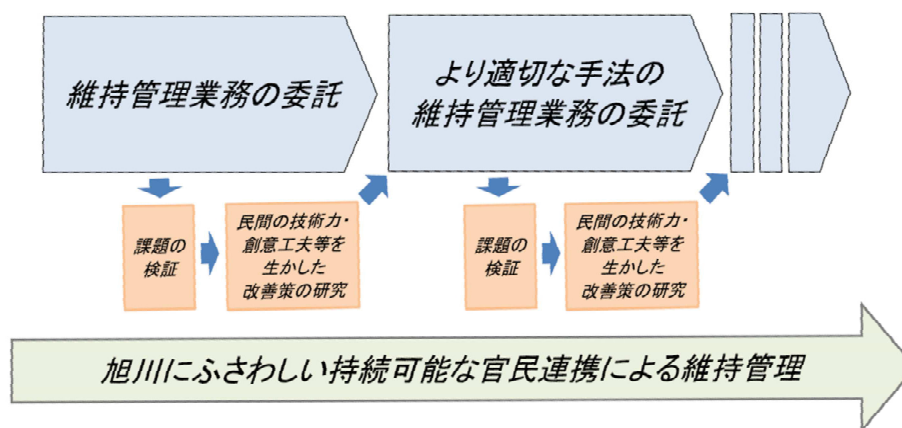 維持管理業務の委託
より適切な手法の
維持管理業務の委託
課題の
検証
民間の技術力・
創意工夫等を
生かした
改善策の研究
課題の
検証
民間の技術力・
創意工夫等を
生かした
改善策の研究
旭川にふさわしい持続可能な官民連携による維持管理